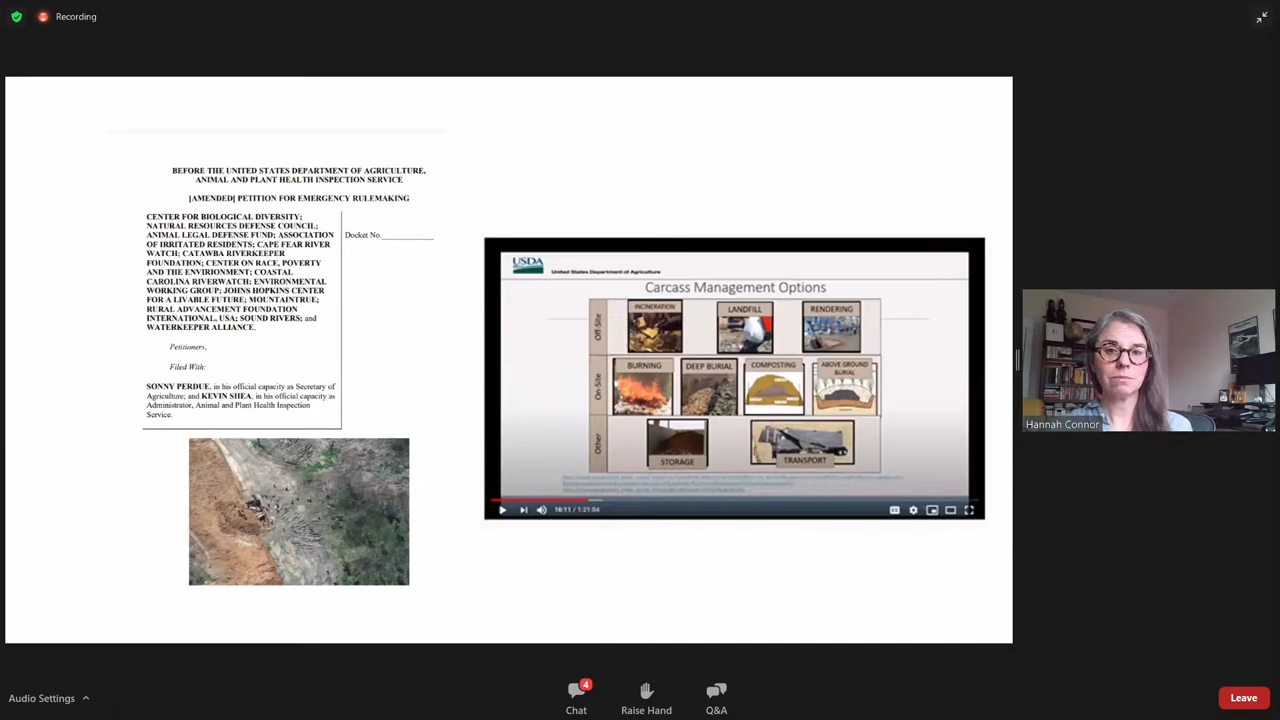 Recording
BEFORE THE UNITED STATES DEPARTMENT OF AGRICULTURE,
ANIMAL AND PLANT HEALTH INSPECTION SERVICE
[AMENDED] PETITION FOR EMERGENCY RULEMAKING
CENTER FOR BIOLOGICAL DIVERSITY;
NATURAL RESOURCES DEFENSE COUNCIL;
ANIMAL LEGAL DEFENSE FUND; ASSOCIATION
OF IRRITATED RESIDENTS; CAPE FEAR RIVER
WATCH; CATAWBA RIVERKEEPER
FOUNDATION; CENTER ON RACE, POVERTY
AND THE ENVIRIONMENT; COASTAL
CAROLINA RIVERWATCH; ENVIRONMENTAL
WORKING GROUP; JOHNS HOPKINS CENTER
FOR A LIVABLE FUTURE; MOUNTAINTRUE;
RURAL ADVANCEMENT FOUNDATION
INTERNATIONAL, USA; SOUND RIVERS; and
WATERKEEPER ALLIANCE,
Docket No.
Petitioners,
Filed With:
SONNY PERDUE, in his official capacity as Secretary of
Agriculture; and KEVIN SHEA, in his official capacity as
Administrator, Animal and Plant Health Inspection
Service.
USDA
United States Department of Agriculture
Carcass Management Options
Off-Site
INCINERATION
LANDFILL
RENDERING
On-Site
BURNING
DEEP BURIAL
COMPOSTING
ABOVE GROUND
BURIAL
Other
STORAGE
TRANSPORT
16:11 / 1:21:04
Hannah Connor
Audio Settings
4
Chat
Raise Hand
Q&A
Leave